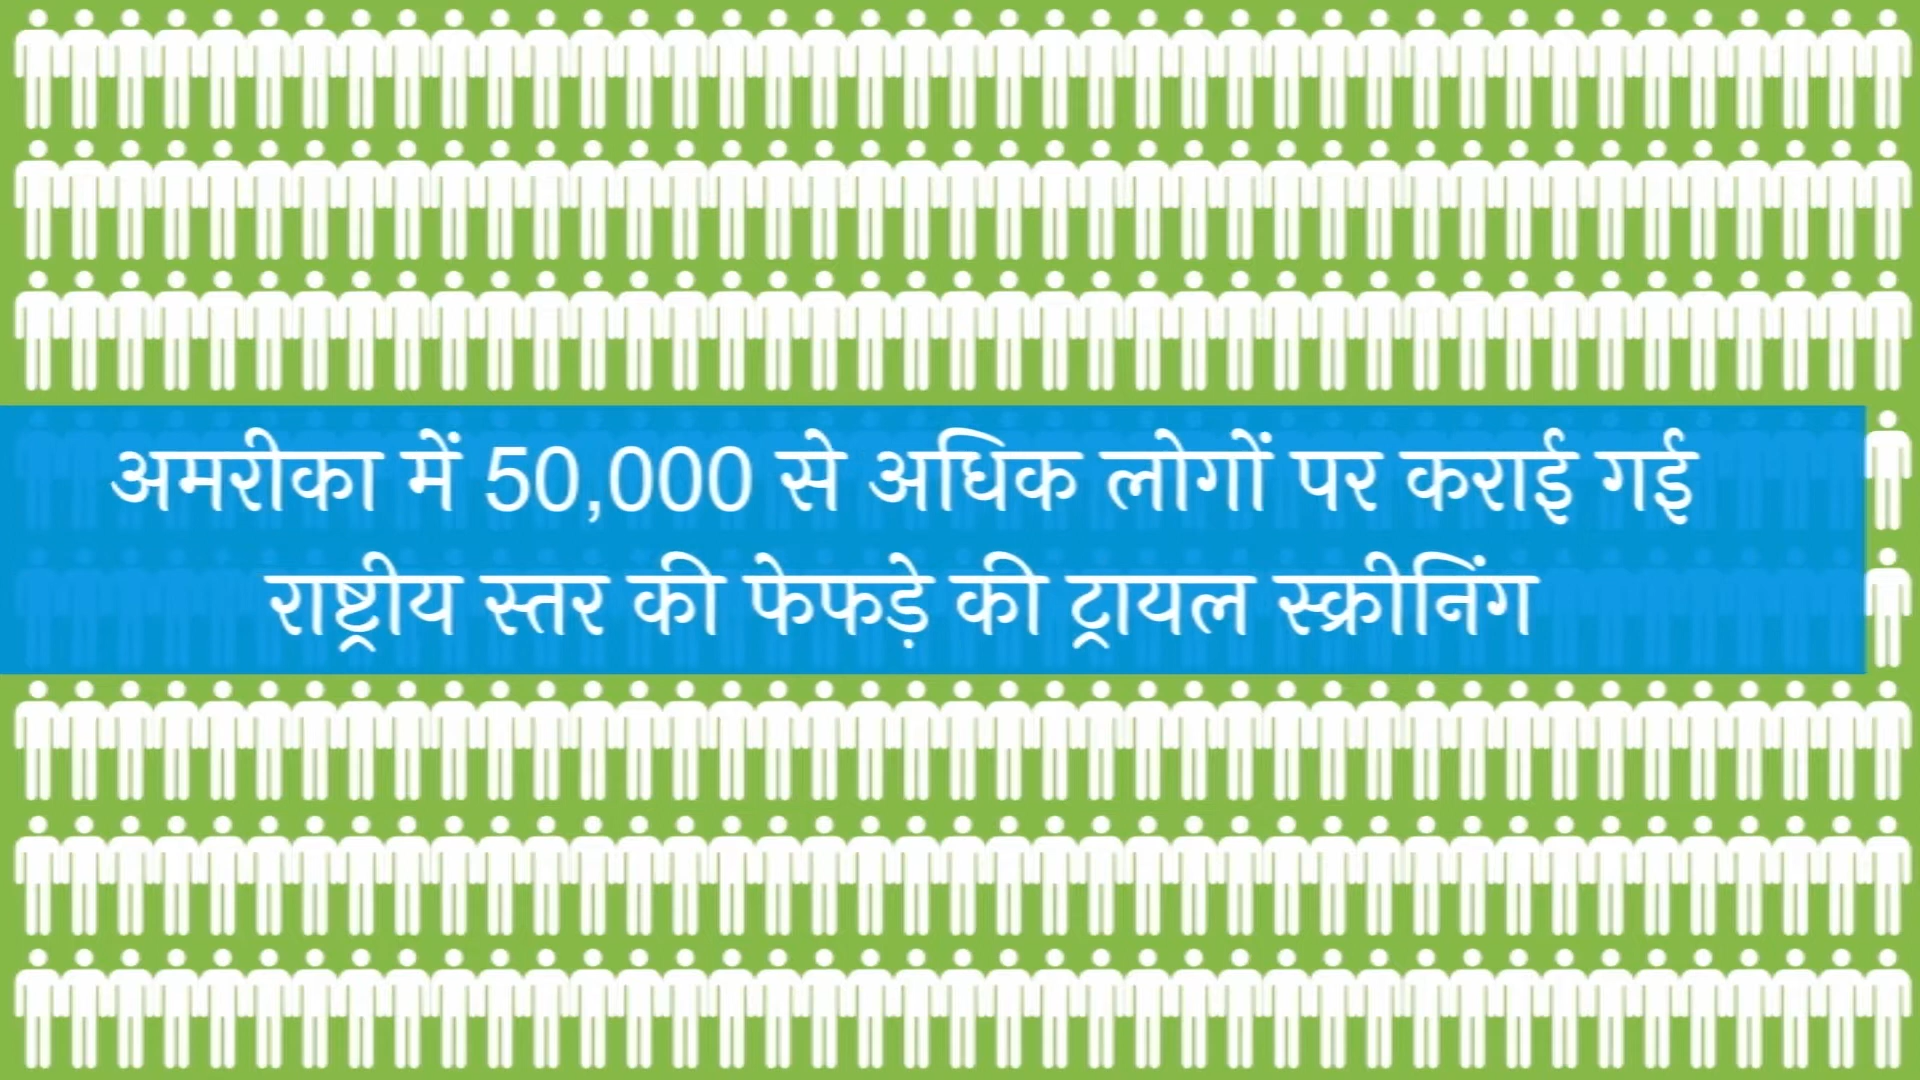 अमरीका में 50,000 से अधिक लोगों पर कराई गई
राष्ट्रीय स्तर की फेफड़े की ट्रायल स्क्रीनिंग